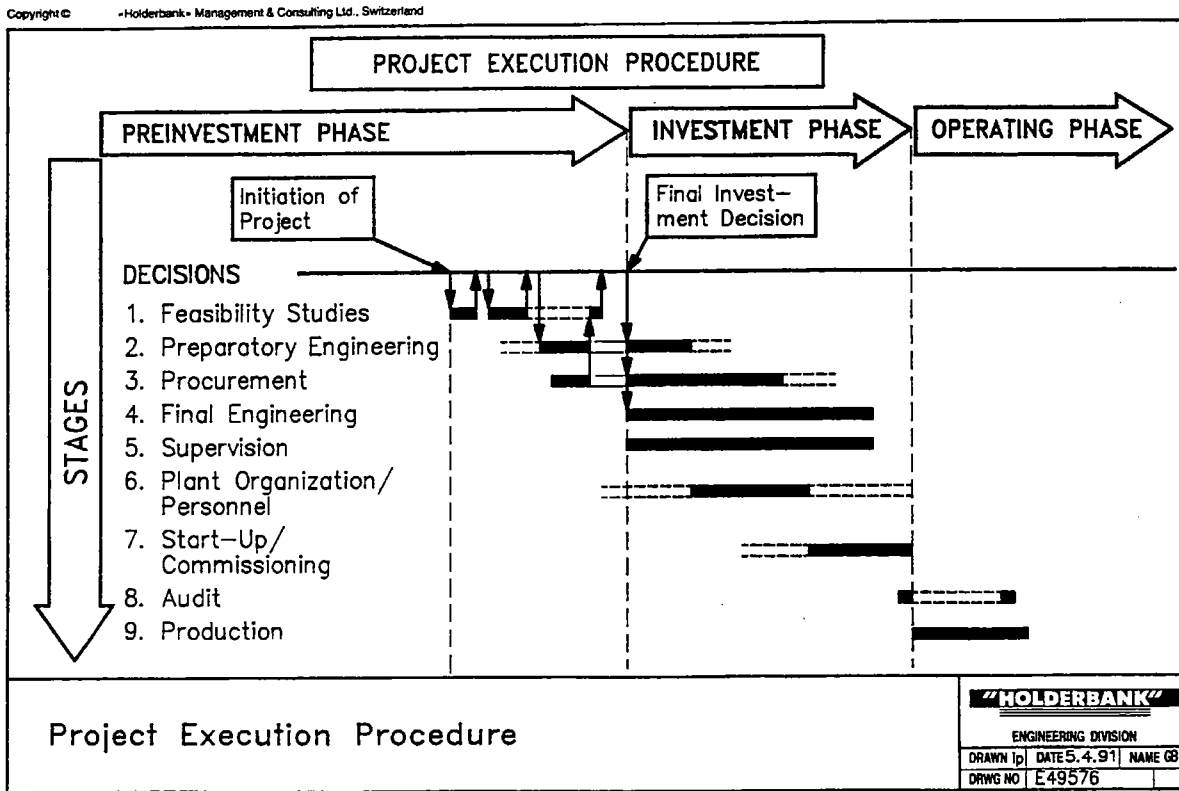 Copyright © «Holderbank» Management & Consulting Ltd., Switzerland
PROJECT EXECUTION PROCEDURE
PREINVESTMENT PHASE
INVESTMENT PHASE
OPERATING PHASE
Initiation of
Project
Final Invest-
ment Decision
STAGES
DECISIONS
1. Feasibility Studies
2. Preparatory Engineering
3. Procurement
4. Final Engineering
5. Supervision
6. Plant Organization/
Personnel
7. Start-Up/
Commissioning
8. Audit
9. Production
Project Execution Procedure
"HOLDERBANK"
ENGINEERING DIVISION
DRAWN Ip DATE 5.4.91 NAME GB
DRWG NO E49576